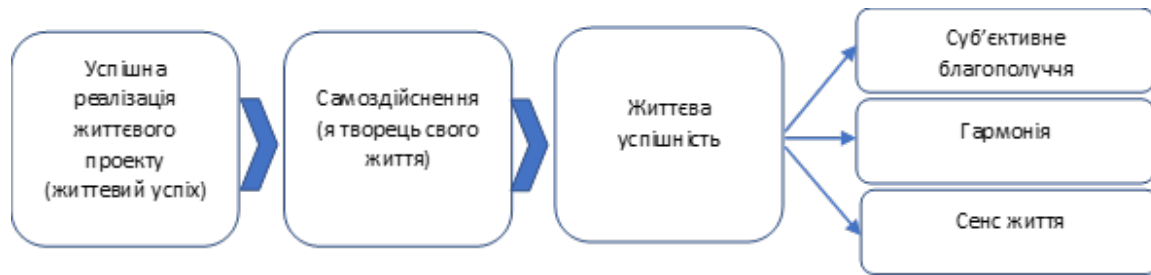 Успішна
реалізація
життєвого
проекту
(життевий успіх)
Самоздійснення
(я творець свого
життя)
Життєва
успішність
Суб’єктивне
благополуччя
Гармонія
Сенс життя